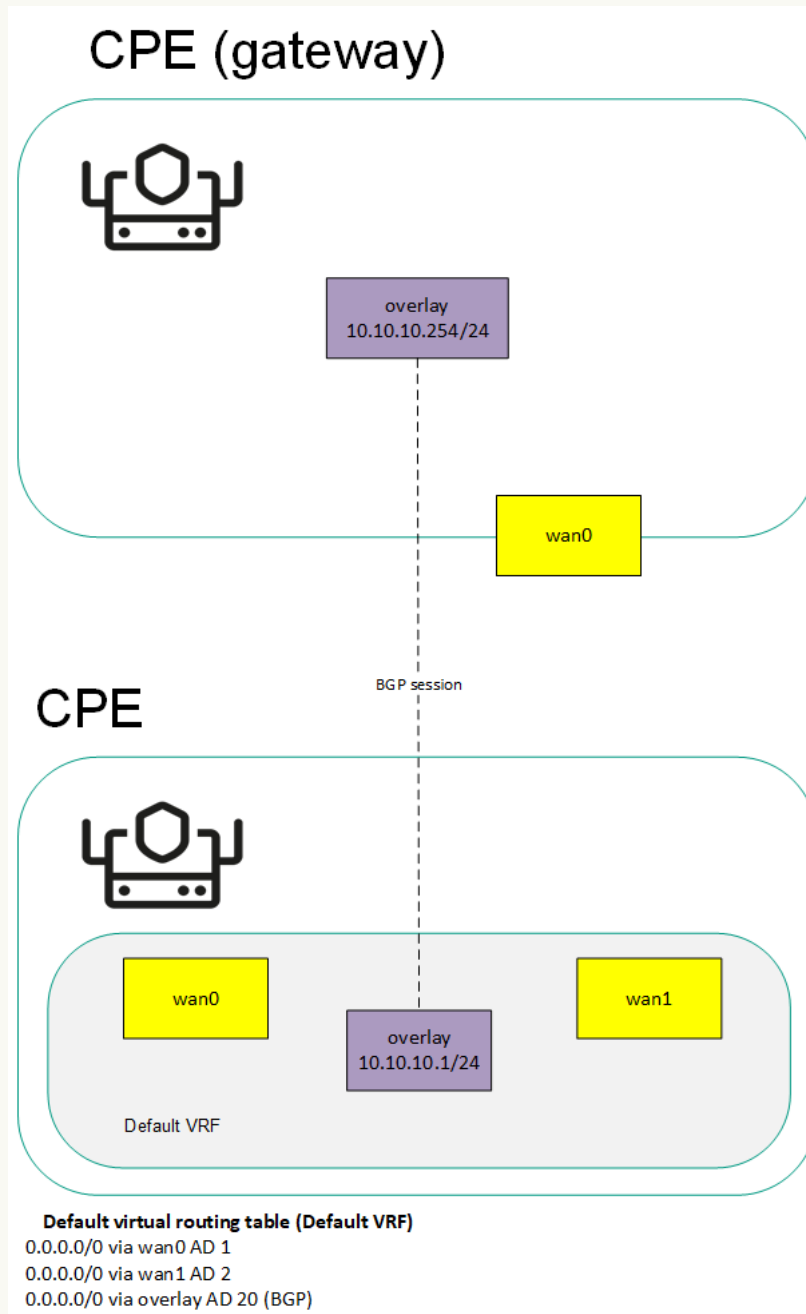 CPE (gateway)
overlay
10.10.10.254/24
wan0
BGP session
CPE
wan0
wan1
overlay
10.10.10.1/24
Default VRF
Default virtual routing table (Default VRF)
0.0.0.0/0 via wan0 AD 1
0.0.0.0/0 via wan1 AD 2
0.0.0.0/0 via overlay AD 20 (BGP)